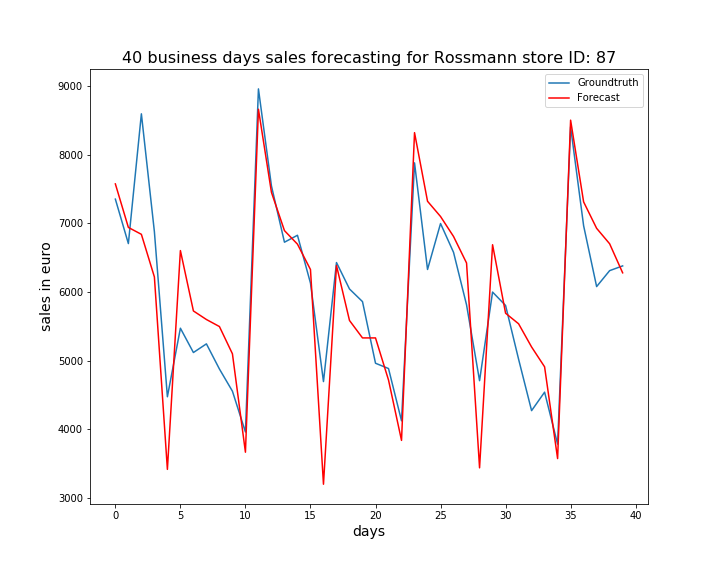 40 business days sales forecasting for Rossmann store ID: 87
Groundtruth
Forecast
9000
8000
7000
6000
5000
4000
3000
sales in euro
0 5 10 15 20 25 30 35 40
days